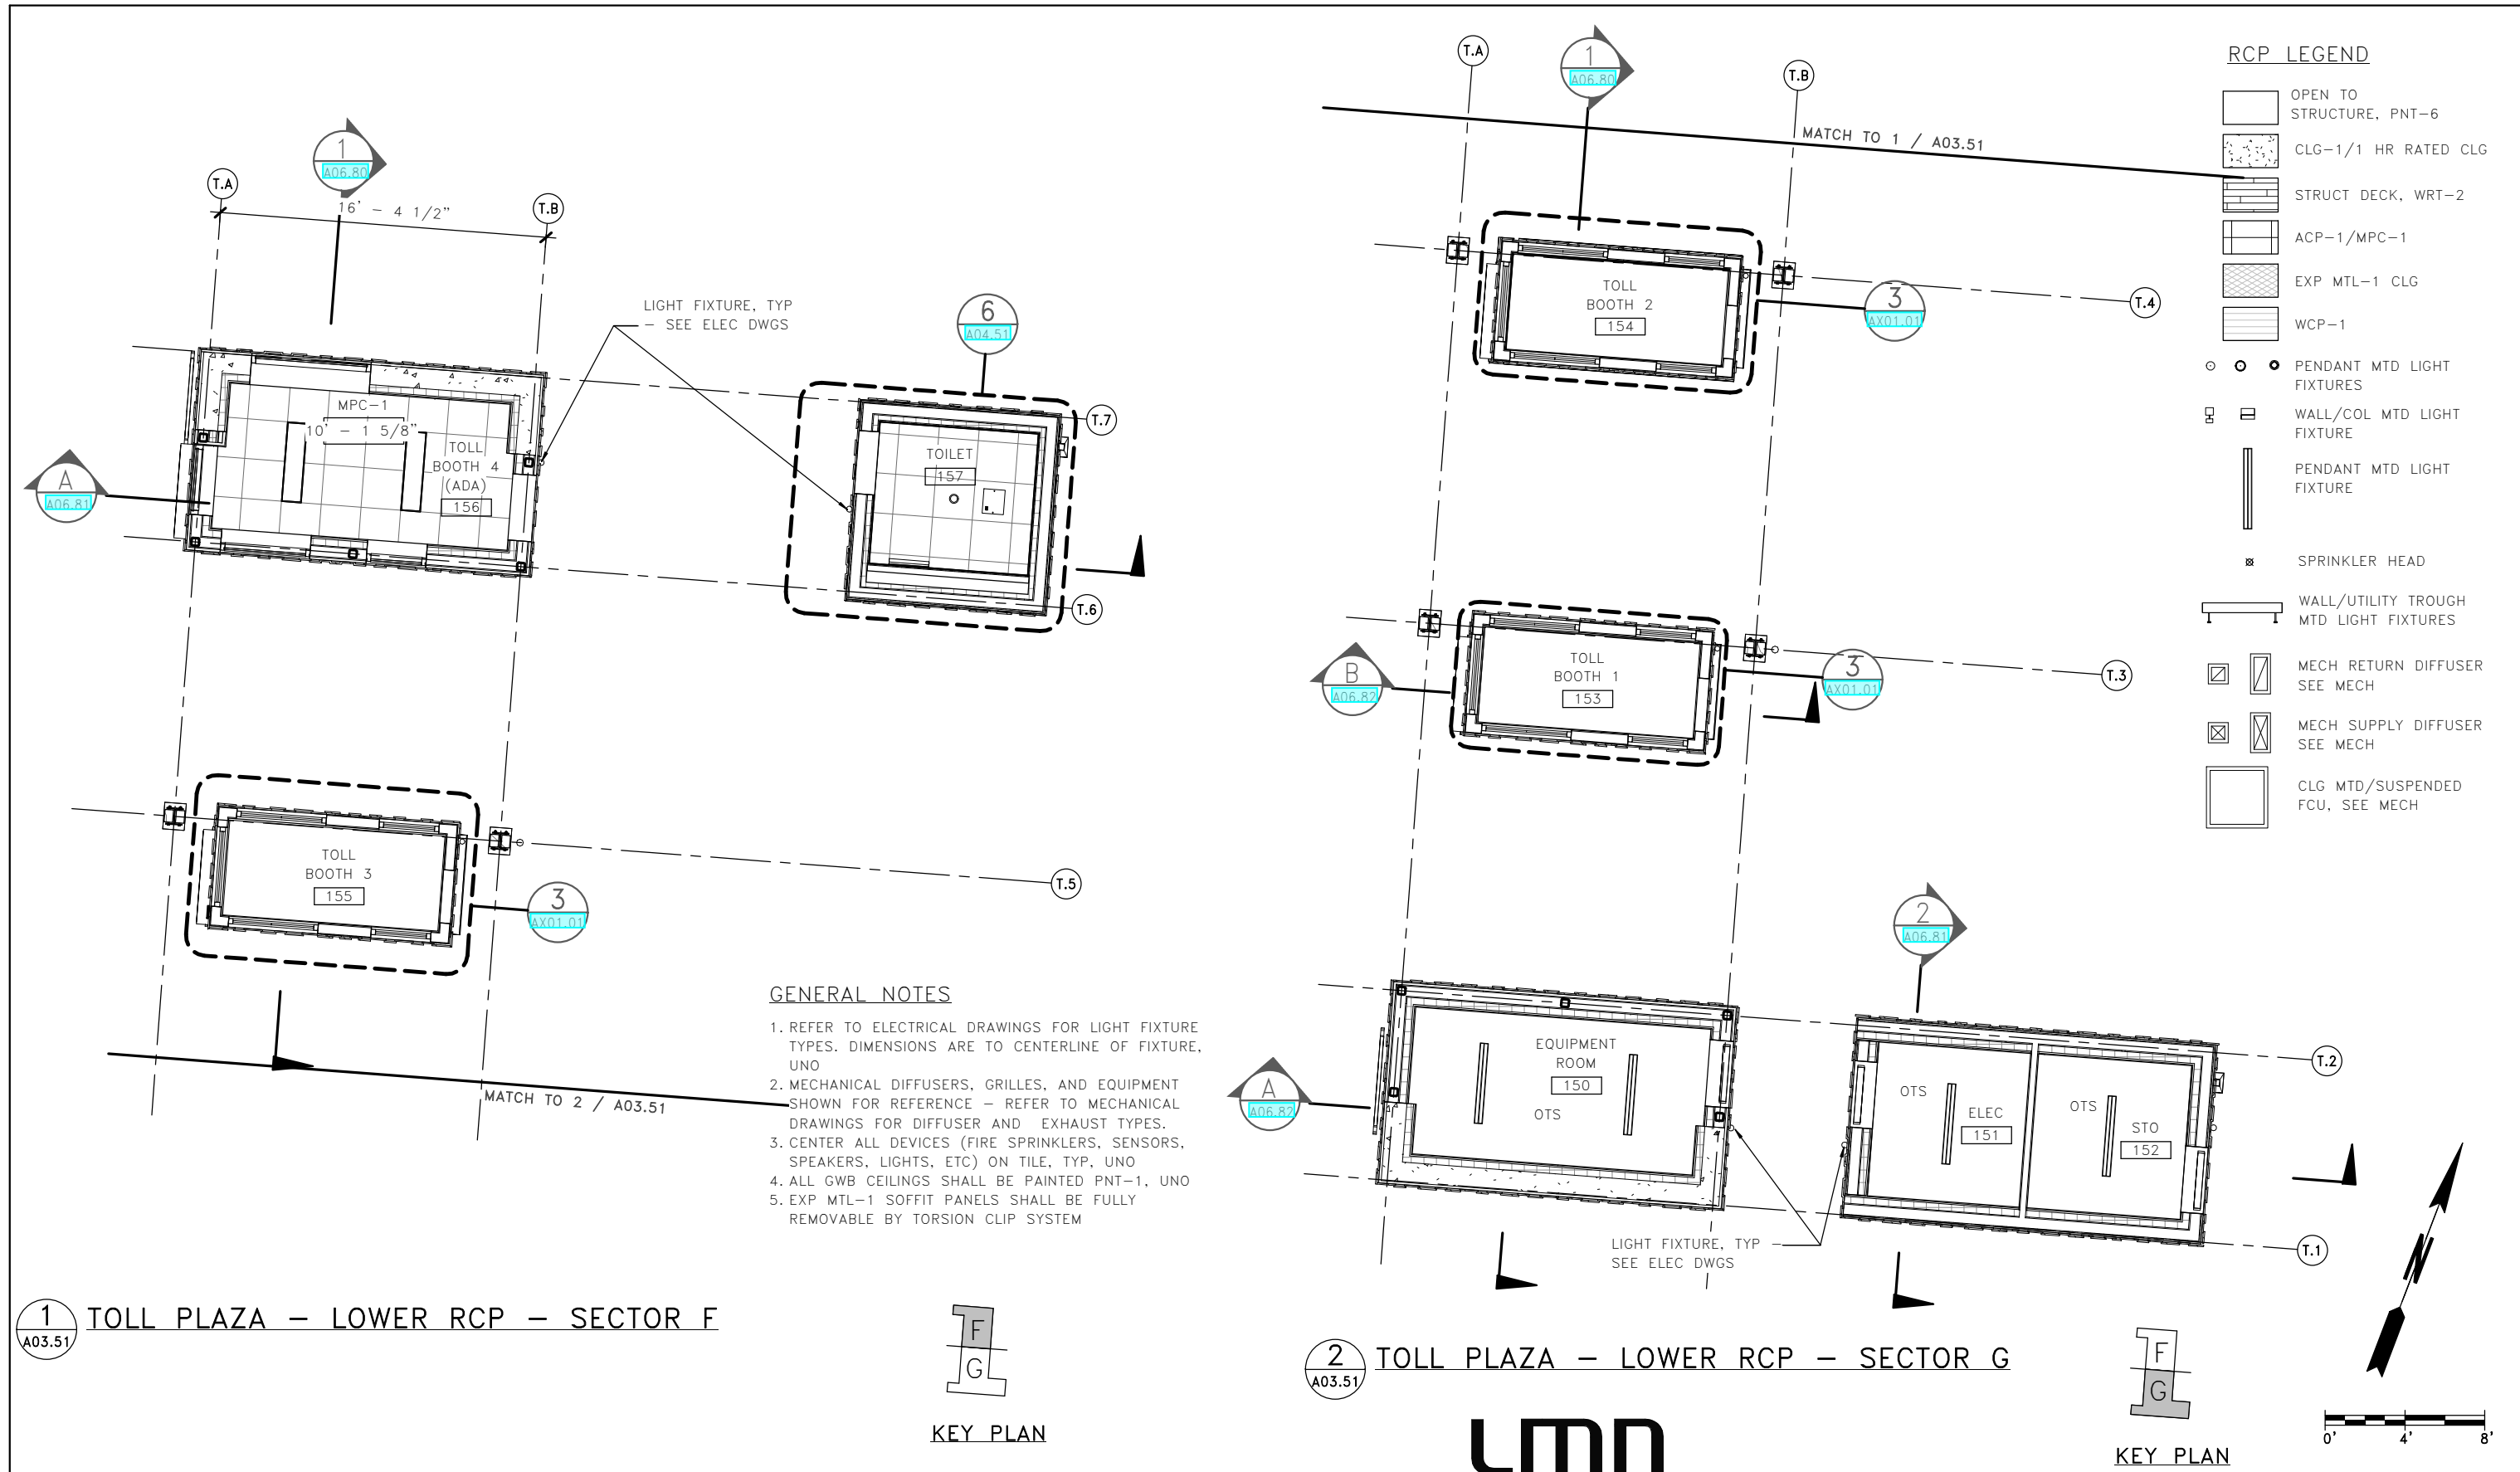 1
A06.80
T.A
16' - 4 1/2"
T.B
LIGHT FIXTURE, TYP
- SEE ELEC DWGS
6
A04.51
MPC-1
10' - 1 5/8"
TOLL
BOOTH 4
(ADA)
156
A
A06.81
TOILET
157
T.7
T.6
TOLL
BOOTH 3
155
T.5
3
AX01.01
MATCH TO 2 / A03.51
GENERAL NOTES
1. REFER TO ELECTRICAL DRAWINGS FOR LIGHT FIXTURE
TYPES. DIMENSIONS ARE TO CENTERLINE OF FIXTURE,
UNO
2. MECHANICAL DIFFUSERS, GRILLES, AND EQUIPMENT
SHOWN FOR REFERENCE - REFER TO MECHANICAL
DRAWINGS FOR DIFFUSER AND EXHAUST TYPES.
3. CENTER ALL DEVICES (FIRE SPRINKLERS, SENSORS,
SPEAKERS, LIGHTS, ETC) ON TILE, TYP, UNO
4. ALL GWB CEILINGS SHALL BE PAINTED PNT-1, UNO
5. EXP MTL-1 SOFFIT PANELS SHALL BE FULLY
REMOVABLE BY TORSION CLIP SYSTEM
1
A03.51
TOLL PLAZA - LOWER RCP - SECTOR F
F
G
KEY PLAN
T.A
1
A06.80
T.B
MATCH TO 1 / A03.51
TOLL
BOOTH 2
154
3
AX01.01
T.4
TOLL
BOOTH 1
153
B
A06.82
3
AX01.01
T.3
2
A06.81
EQUIPMENT
ROOM
150
OTS
A
A06.82
OTS
ELEC
151
OTS
STO
152
T.2
T.1
LIGHT FIXTURE, TYP -
SEE ELEC DWGS
2
A03.51
TOLL PLAZA - LOWER RCP - SECTOR G
F
G
KEY PLAN
N
0'
4'
8'
LMN
RCP LEGEND
OPEN TO
STRUCTURE, PNT-6
CLG-1/1 HR RATED CLG
STRUCT DECK, WRT-2
ACP-1/MPC-1
EXP MTL-1 CLG
WCP-1
PENDANT MTD LIGHT
FIXTURES
WALL/COL MTD LIGHT
FIXTURE
PENDANT MTD LIGHT
FIXTURE
SPRINKLER HEAD
WALL/UTILITY TROUGH
MTD LIGHT FIXTURES
MECH RETURN DIFFUSER
SEE MECH
MECH SUPPLY DIFFUSER
SEE MECH
CLG MTD/SUSPENDED
FCU, SEE MECH